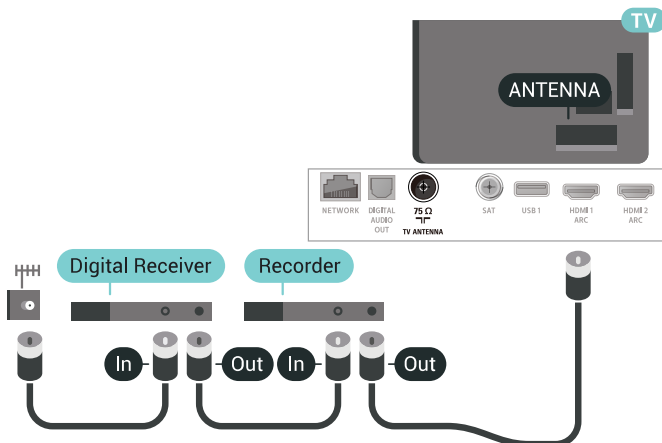 TV
ANTENNA
NETWORK
DIGITAL
AUDIO
OUT
75 Ω
TV ANTENNA
SAT
USB 1
HDMI 1
ARC
HDMI 2
ARC
Digital Receiver
Recorder
In
Out
In
Out